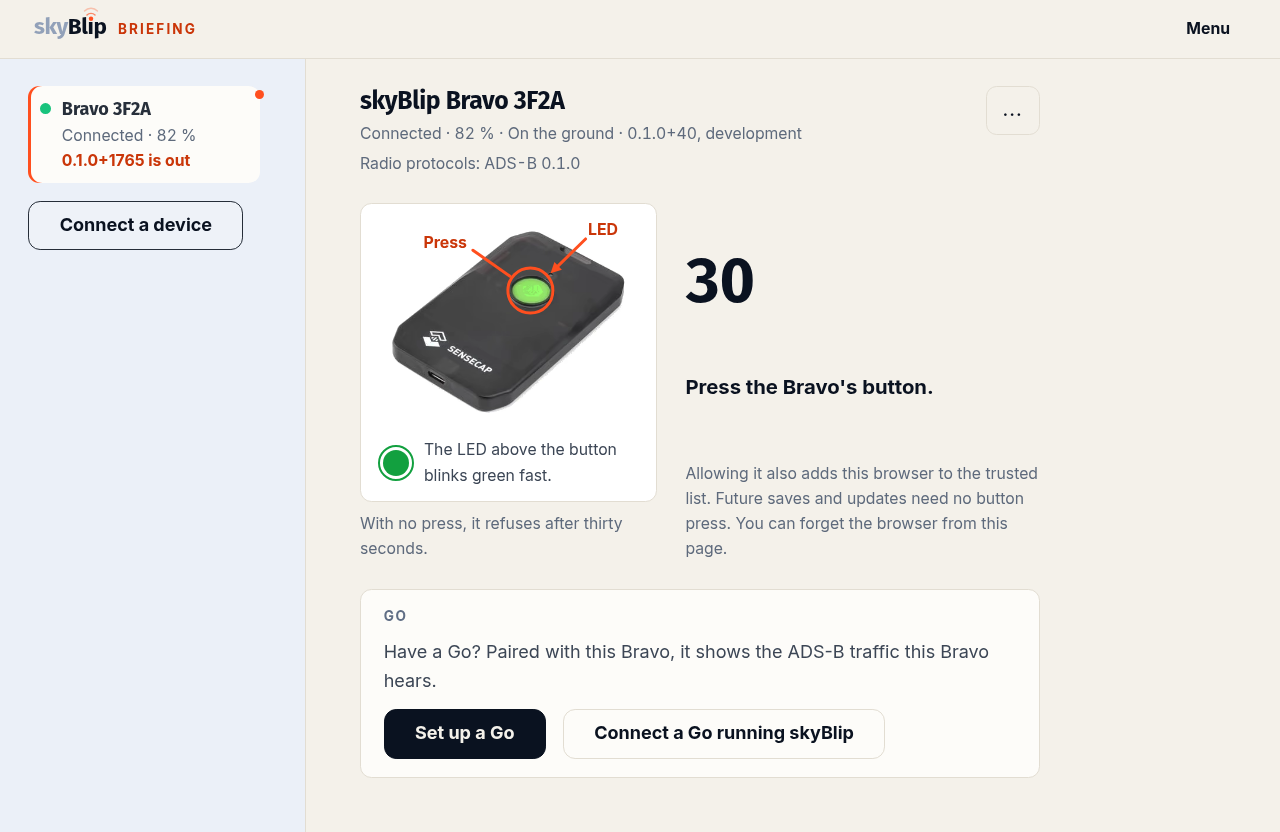 skyBlip BRIEFING
Menu
Bravo 3F2A
Connected · 82 %
0.1.0+1765 is out
Connect a device
skyBlip Bravo 3F2A
Connected · 82 % · On the ground · 0.1.0+40, development
Radio protocols: ADS-B 0.1.0
...
Press
LED
SENSECAP
The LED above the button
blinks green fast.
With no press, it refuses after thirty
seconds.
30
Press the Bravo's button.
Allowing it also adds this browser to the trusted
list. Future saves and updates need no button
press. You can forget the browser from this
page.
GO
Have a Go? Paired with this Bravo, it shows the ADS-B traffic this Bravo
hears.
Set up a Go
Connect a Go running skyBlip